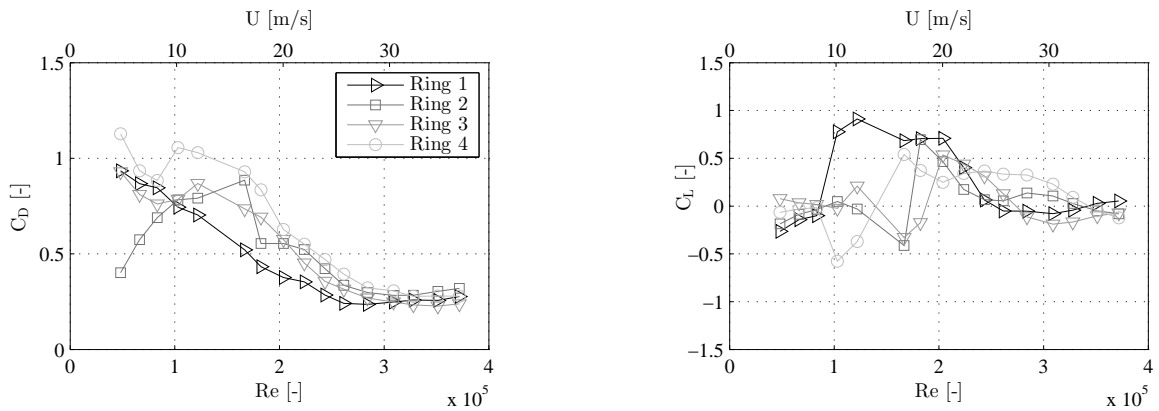 U [m/s]
0 10 20 30
1.5
1
0.5
0
C_D [-]
Ring 1
Ring 2
Ring 3
Ring 4
0 1 2 3 4
Re [-]
x 10^5
U [m/s]
0 10 20 30
1.5
1
0.5
0
−0.5
−1
−1.5
C_L [-]
0 1 2 3 4
Re [-]
x 10^5